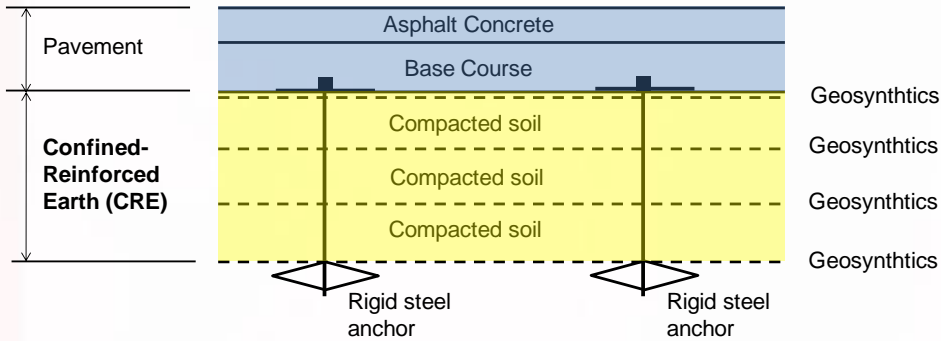 Asphalt Concrete
Pavement
Base Course
Geosynthtics
Compacted soil
Geosynthtics
Confined-
Reinforced
Earth (CRE)
Compacted soil
Geosynthtics
Compacted soil
Geosynthtics
Rigid steel
anchor
Rigid steel
anchor